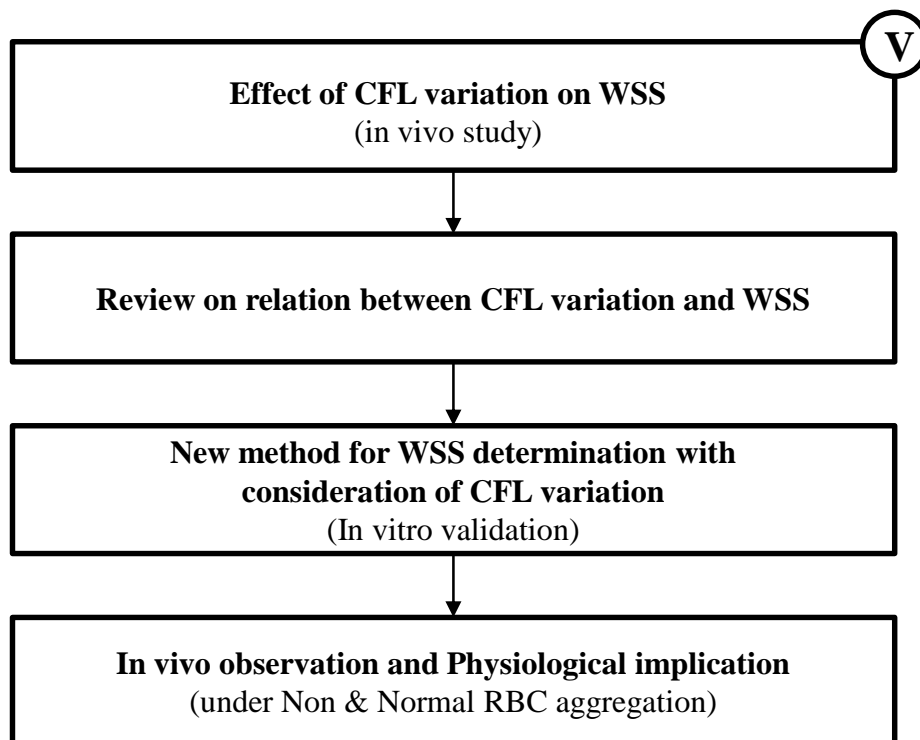 V
Effect of CFL variation on WSS
(in vivo study)
Review on relation between CFL variation and WSS
New method for WSS determination with
consideration of CFL variation
(In vitro validation)
In vivo observation and Physiological implication
(under Non & Normal RBC aggregation)